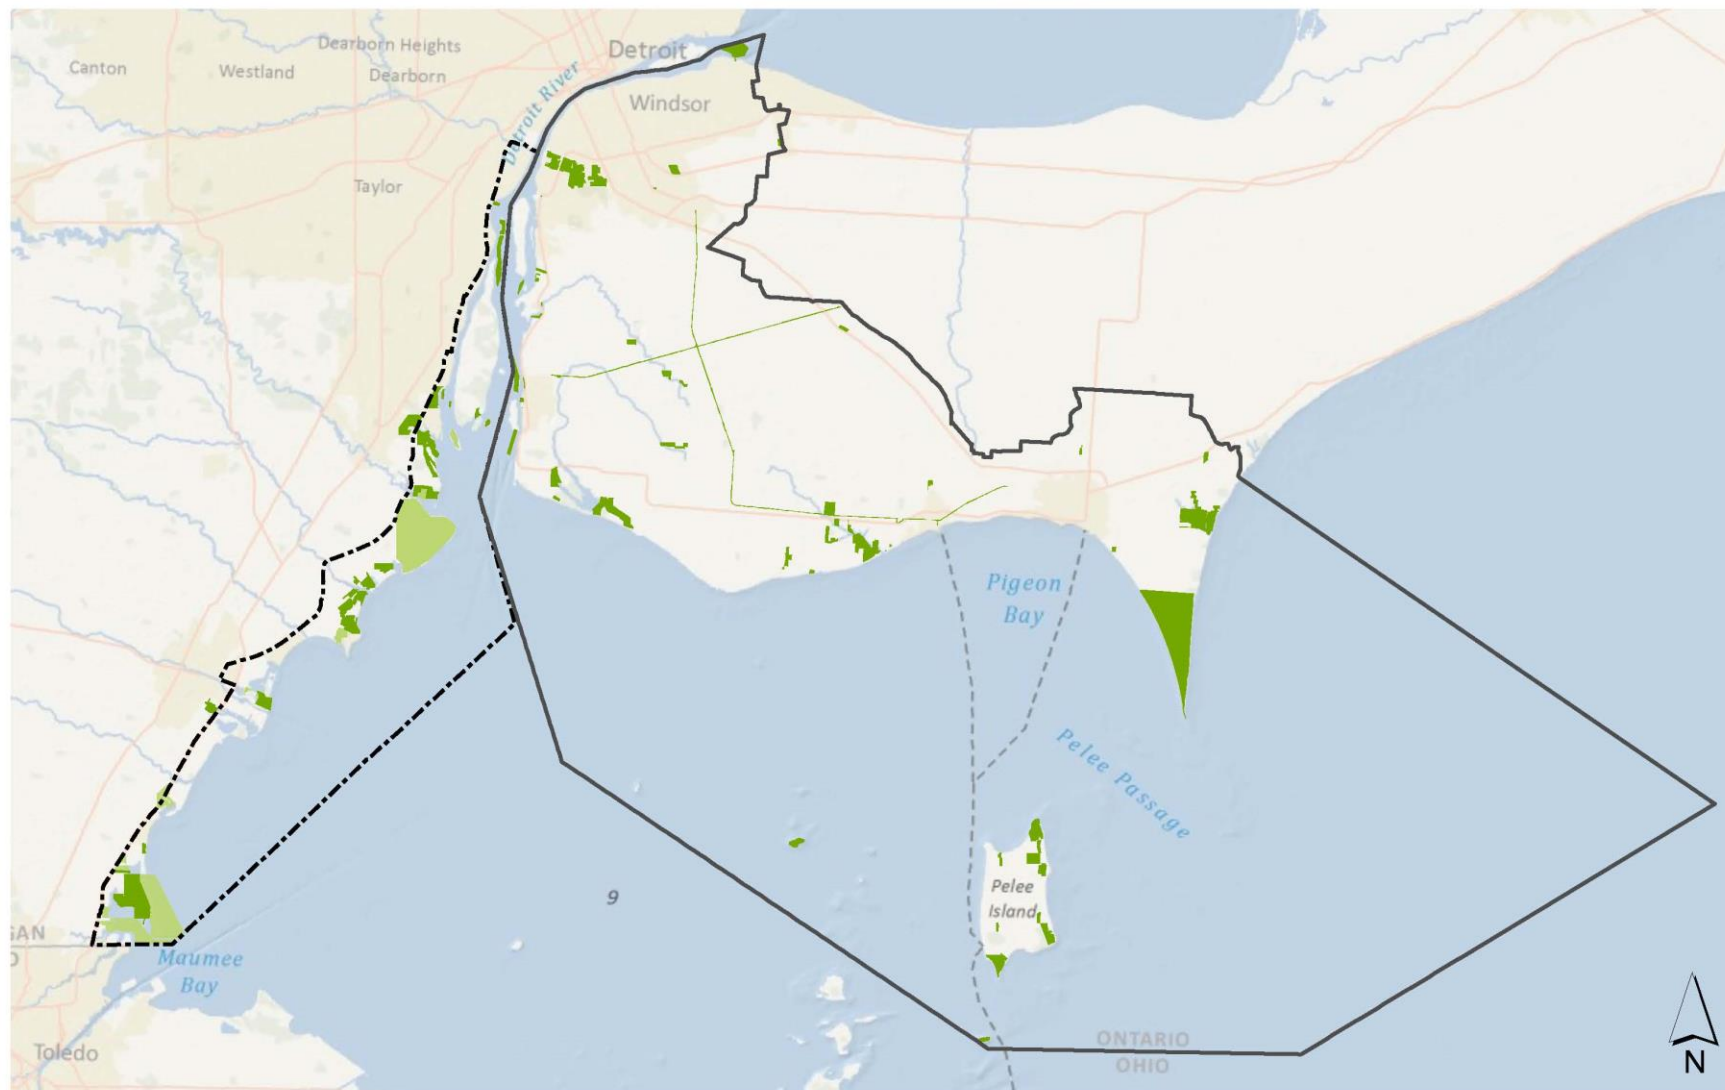 Dearborn Heights
Detroit
Canton
Westland
Dearborn
Windsor
Detroit River
Taylor
Pigeon
Bay
Pelee Passage
Pelee
Island
9
GAN
O
Maumee
Bay
ONTARIO
OHIO
Toledo
N